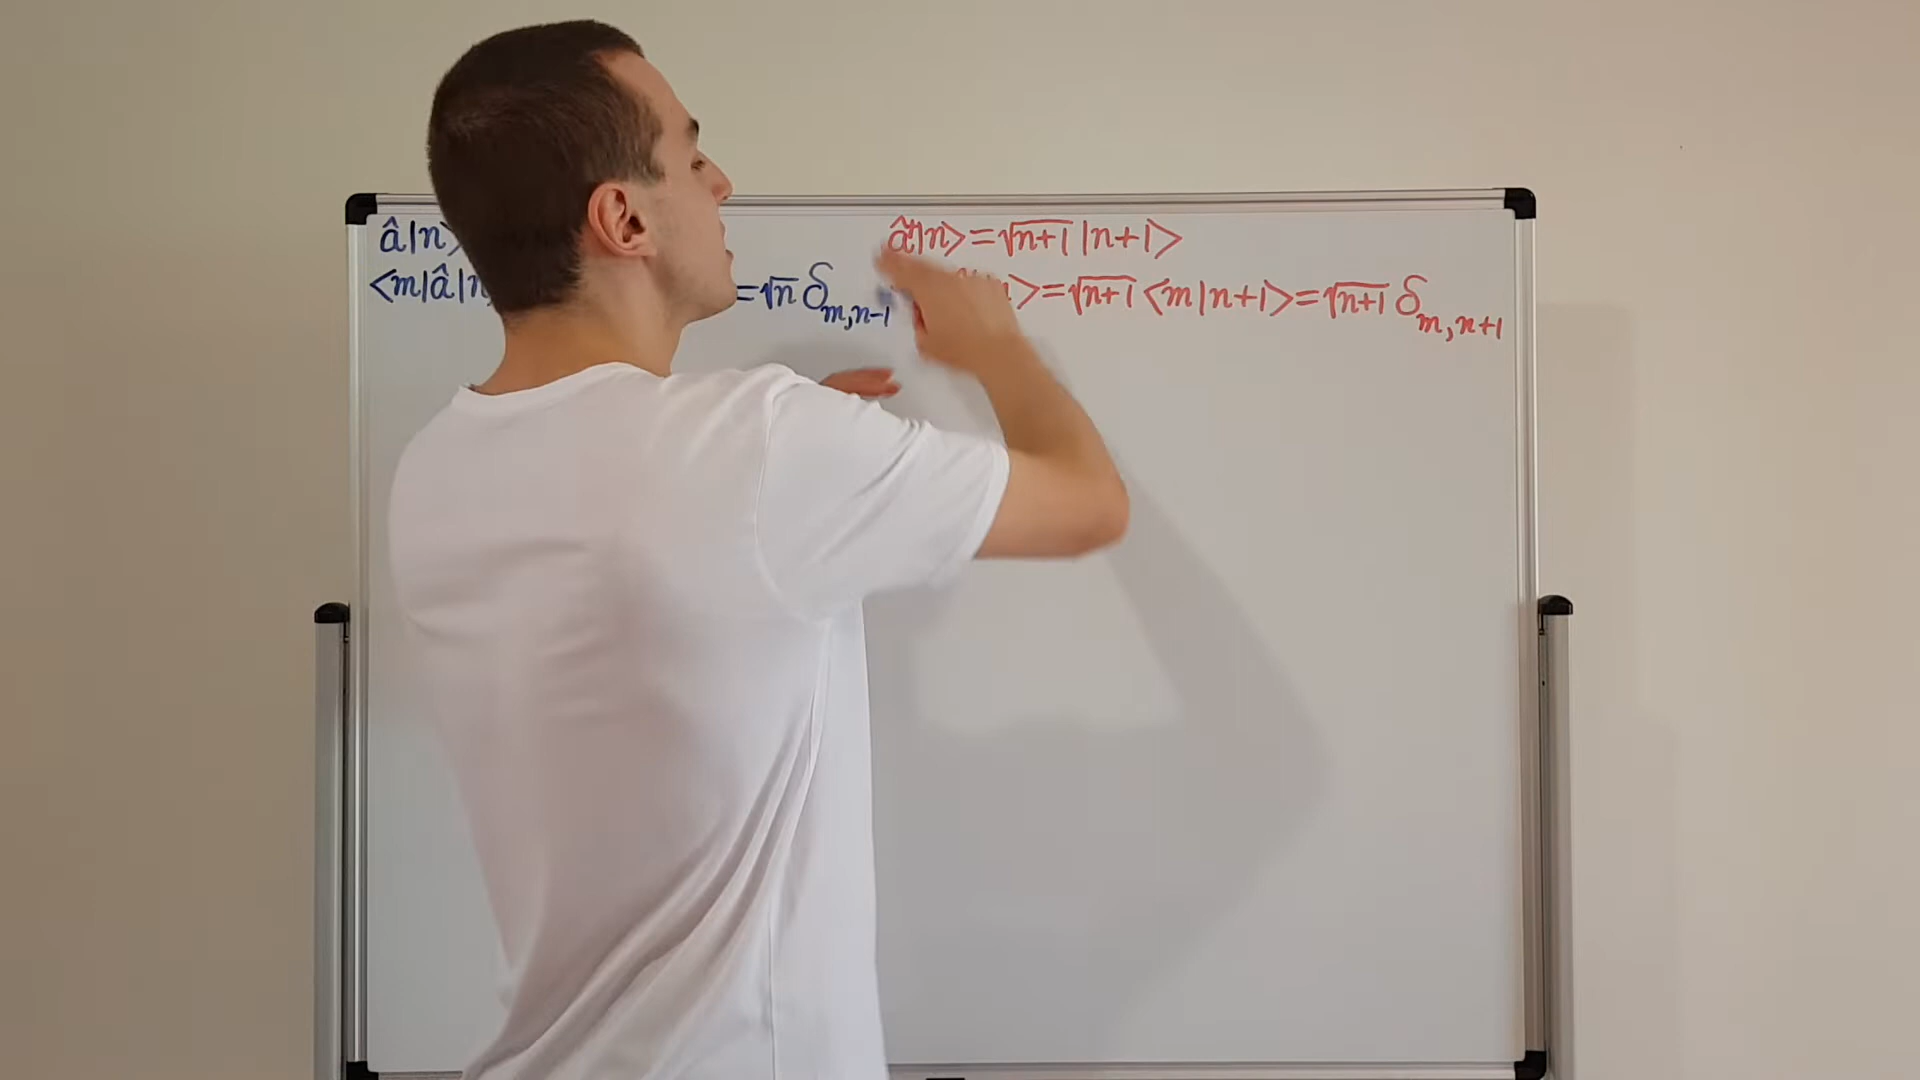 â|n⟩
⟨m|â|n = √n δ_{m,n-1}
â†|n⟩ = √(n+1) |n+1⟩
⟩ = √(n+1) ⟨m|n+1⟩ = √(n+1) δ_{m,n+1}